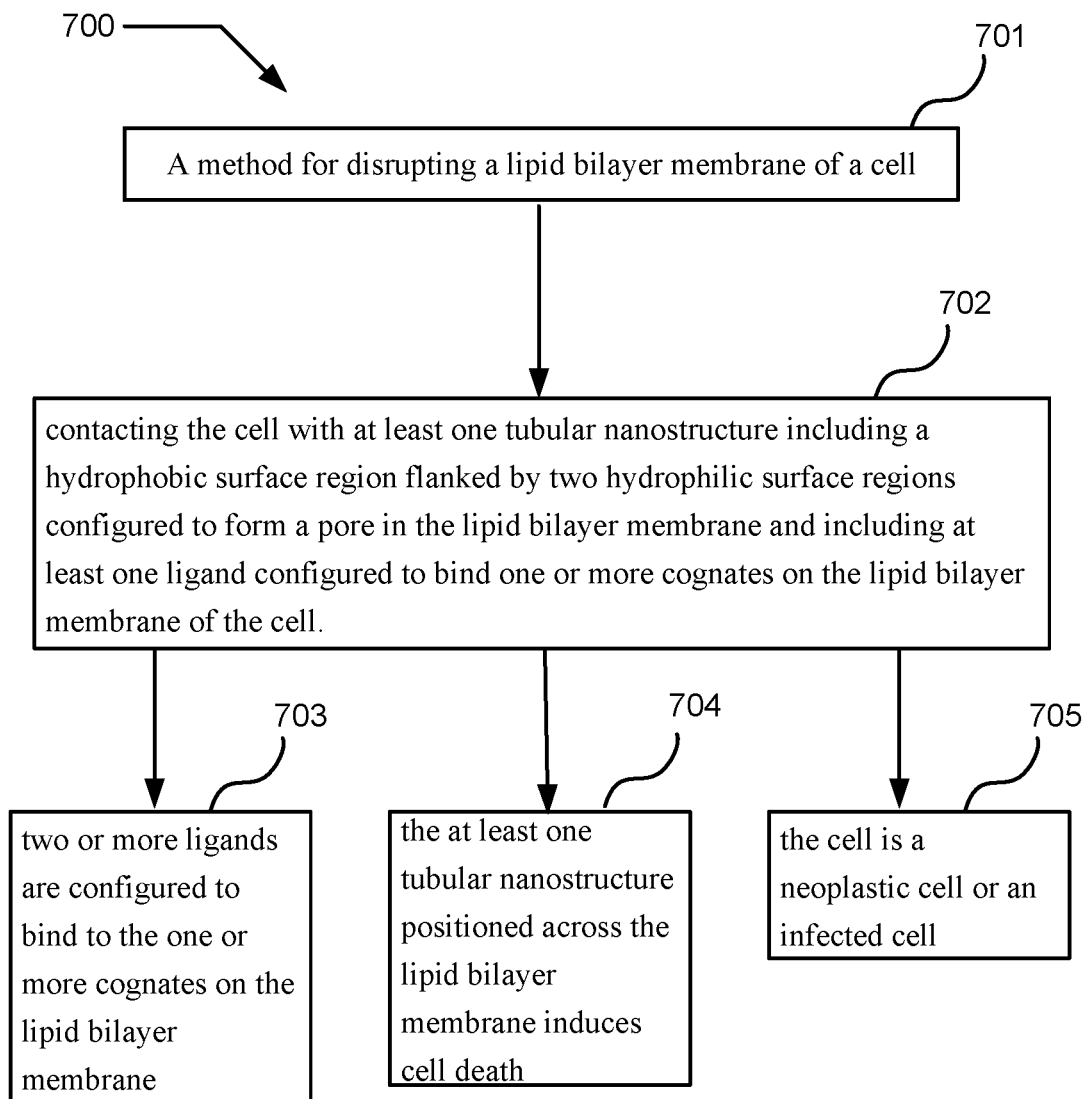 700
701
A method for disrupting a lipid bilayer membrane of a cell
702
contacting the cell with at least one tubular nanostructure including a
hydrophobic surface region flanked by two hydrophilic surface regions
configured to form a pore in the lipid bilayer membrane and including at
least one ligand configured to bind one or more cognates on the lipid bilayer
membrane of the cell.
703
two or more ligands
are configured to
bind to the one or
more cognates on the
lipid bilayer
membrane
704
the at least one
tubular nanostructure
positioned across the
lipid bilayer
membrane induces
cell death
705
the cell is a
neoplastic cell or an
infected cell